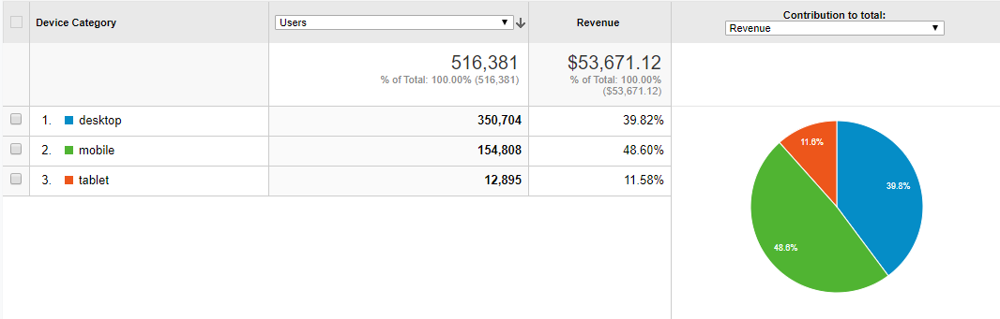 Device Category
Users
Revenue
Contribution to total:
Revenue
516,381
% of Total: 100.00% (516,381)
$53,671.12
% of Total: 100.00%
($53,671.12)
1. desktop 350,704 39.82%
2. mobile 154,808 48.60%
3. tablet 12,895 11.58%
11.6%
39.8%
48.6%